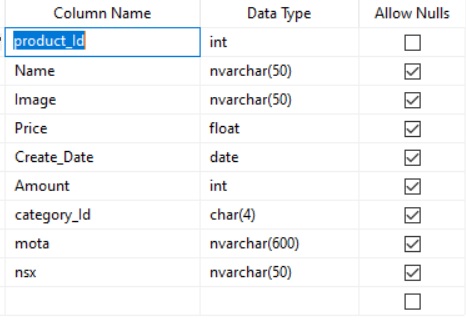 Column Name Data Type Allow Nulls
product_Id int
Name nvarchar(50)
Image nvarchar(50)
Price float
Create_Date date
Amount int
category_Id char(4)
mota nvarchar(600)
nsx nvarchar(50)